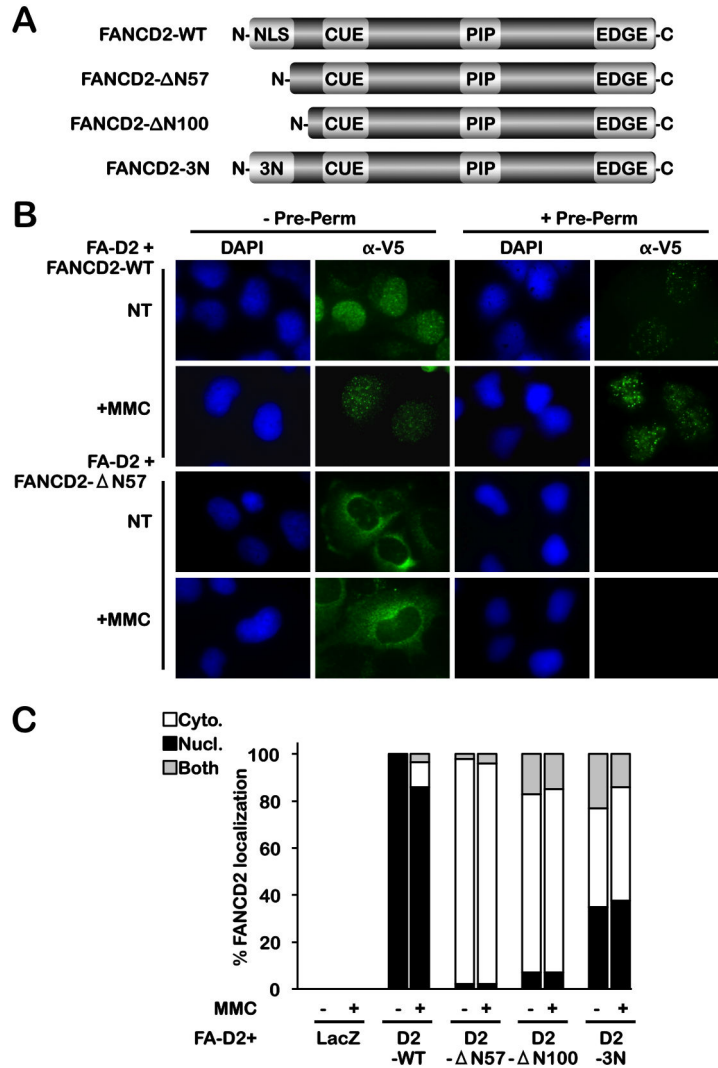 A
FANCD2-WT N- NLS CUE PIP EDGE -C
FANCD2-ΔN57 N- CUE PIP EDGE -C
FANCD2-ΔN100 N- CUE PIP EDGE -C
FANCD2-3N N- 3N CUE PIP EDGE -C
B
- Pre-Perm + Pre-Perm
FA-D2 + DAPI α-V5 DAPI α-V5
FANCD2-WT
NT
+MMC
FA-D2 +
FANCD2-Δ N57
NT
+MMC
C
Cyto.
Nucl.
Both
% FANCD2 localization
100
80
60
40
20
0
MMC - + - + - + - + - +
FA-D2+ LacZ D2 D2 D2 D2
-WT -Δ N57 -Δ N100 -3N